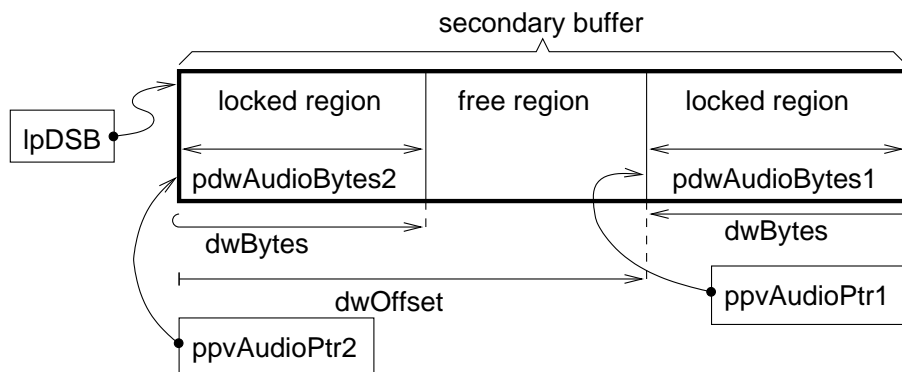 secondary buffer
locked region
free region
locked region
lpDSB
pdwAudioBytes2
pdwAudioBytes1
dwBytes
dwBytes
dwOffset
ppvAudioPtr1
ppvAudioPtr2